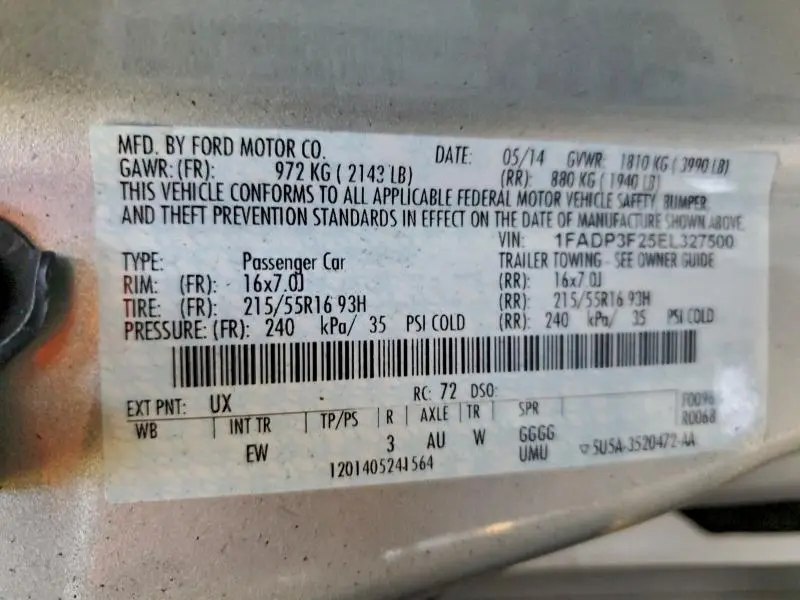 MFD. BY FORD MOTOR CO. DATE: 05/14 GVWR: 1810 KG ( 3990 LB)
GAWR: (FR): 972 KG ( 2143 LB) (RR): 880 KG ( 1940 LB)
THIS VEHICLE CONFORMS TO ALL APPLICABLE FEDERAL MOTOR VEHICLE SAFETY BUMPER
AND THEFT PREVENTION STANDARDS IN EFFECT ON THE DATE OF MANUFACTURE SHOWN ABOVE.
VIN: 1FADP3F25EL327500
TYPE: Passenger Car TRAILER TOWING - SEE OWNER GUIDE
RIM: (FR): 16x7.0J (RR): 16x7.0J
TIRE: (FR): 215/55R16 93H (RR): 215/55R16 93H
PRESSURE: (FR): 240 kPa/ 35 PSI COLD (RR): 240 kPa/ 35 PSI COLD
EXT PNT: UX RC: 72 DSO: F0096
WB INT TR TP/PS R AXLE TR SPR R0068
EW 3 AU W GGGG
UMU 5U5A-3520472-AA
1201405241564